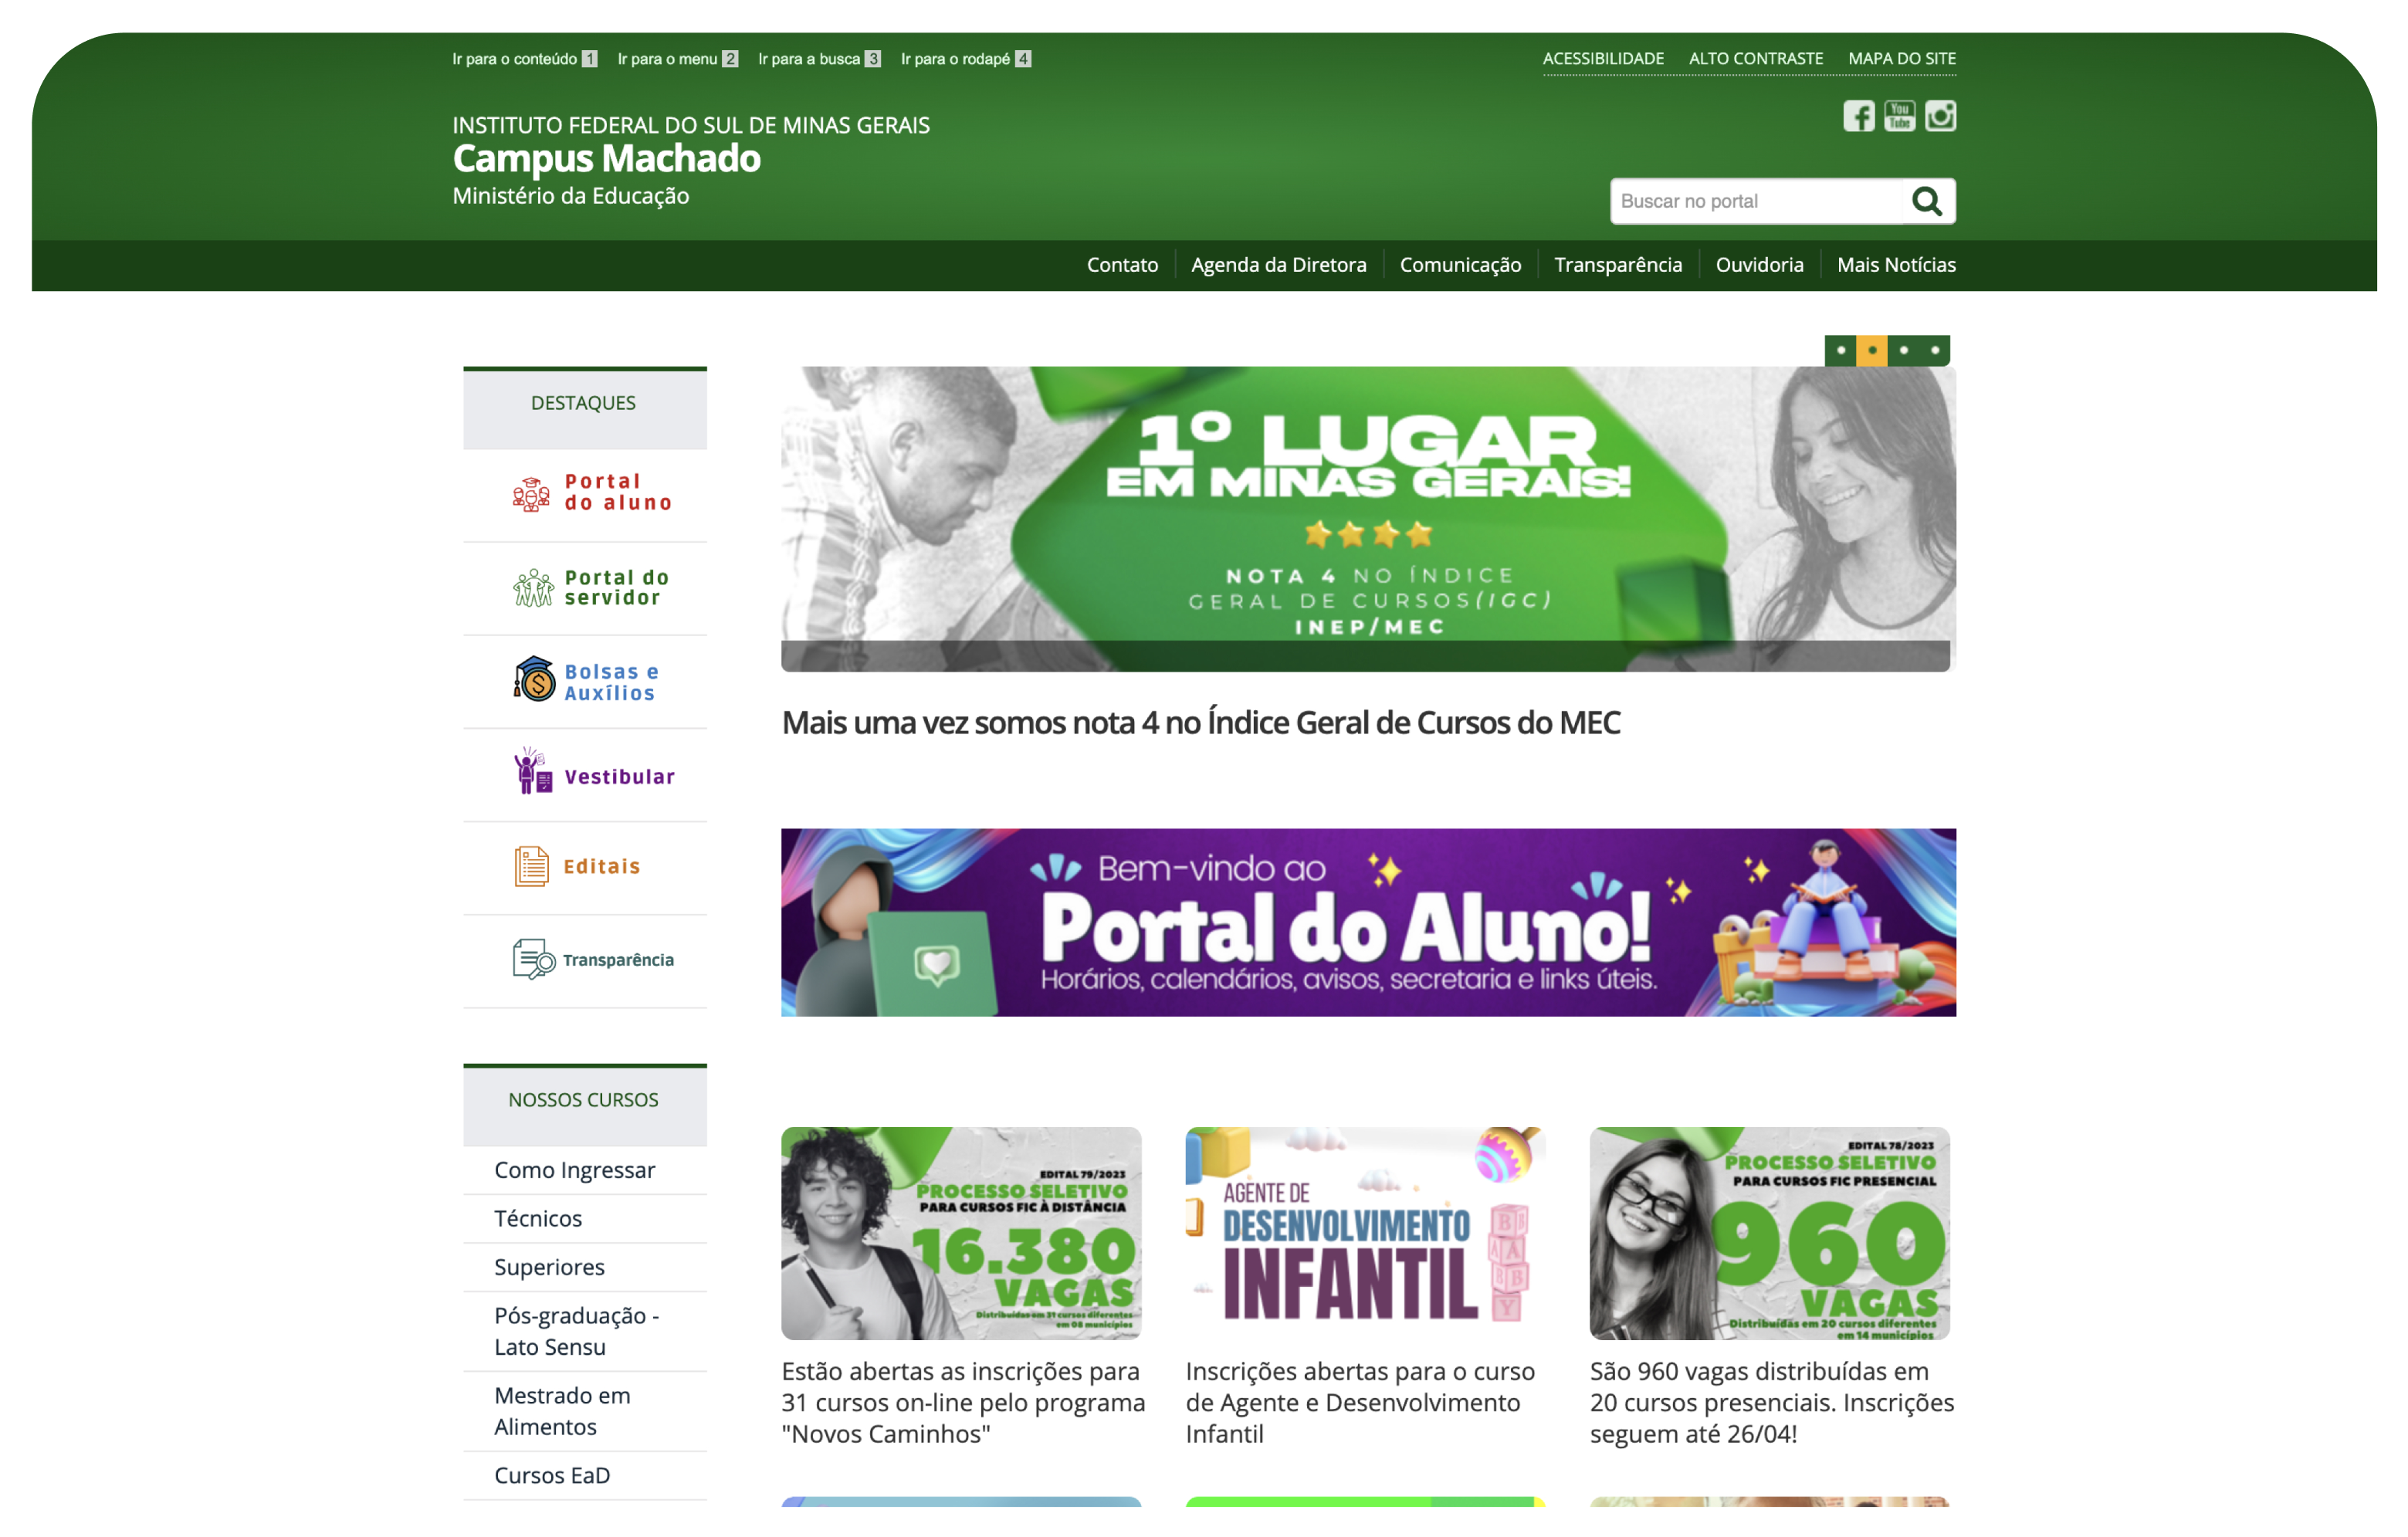 Ir para o conteúdo 1 Ir para o menu 2 Ir para a busca 3 Ir para o rodapé 4
ACESSIBILIDADE ALTO CONTRASTE MAPA DO SITE
INSTITUTO FEDERAL DO SUL DE MINAS GERAIS
Campus Machado
Ministério da Educação
You Tube
Buscar no portal
Contato Agenda da Diretora Comunicação Transparência Ouvidoria Mais Notícias
DESTAQUES
Portal
do aluno
Portal do
servidor
Bolsas e
Auxílios
Vestibular
Editais
Transparência
NOSSOS CURSOS
Como Ingressar
Técnicos
Superiores
Pós-graduação -
Lato Sensu
Mestrado em
Alimentos
Cursos EaD
1º LUGAR
EM MINAS GERAIS!
NOTA 4 NO ÍNDICE
GERAL DE CURSOS(IGC)
INEP/MEC
Mais uma vez somos nota 4 no Índice Geral de Cursos do MEC
Bem-vindo ao
Portal do Aluno!
Horários, calendários, avisos, secretaria e links úteis.
EDITAL 79/2023
PROCESSO SELETIVO
PARA CURSOS FIC À DISTÂNCIA
16.380
VAGAS
Distribuídas em 31 cursos diferentes
em 08 municípios
Estão abertas as inscrições para
31 cursos on-line pelo programa
"Novos Caminhos"
AGENTE DE
DESENVOLVIMENTO
INFANTIL
BABY
Inscrições abertas para o curso
de Agente e Desenvolvimento
Infantil
EDITAL 78/2023
PROCESSO SELETIVO
PARA CURSOS FIC PRESENCIAL
960
VAGAS
Distribuídas em 20 cursos diferentes
em 14 municípios
São 960 vagas distribuídas em
20 cursos presenciais. Inscrições
seguem até 26/04!